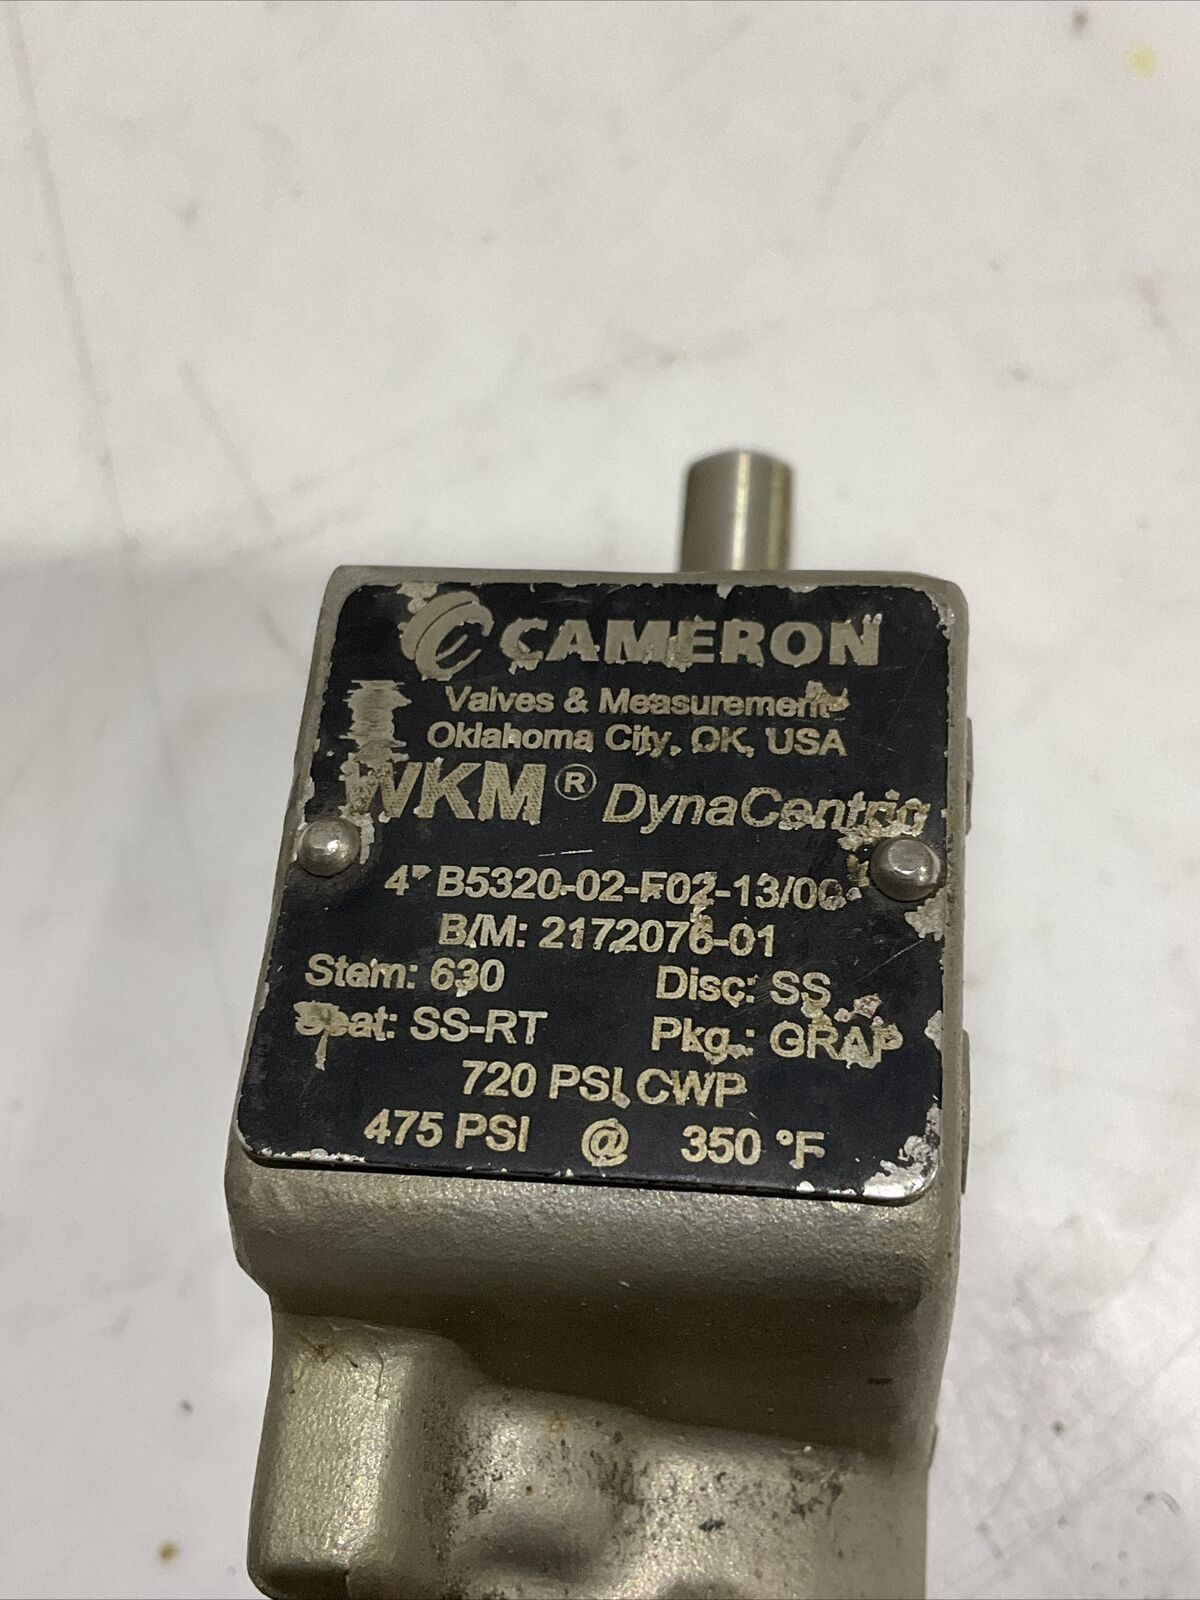 CAMERON
Valves & Measurement
Oklahoma City, OK, USA
WKM® DynaCentric
4" B5320-02-F02-13/00
B/M: 2172076-01
Stem: 630 Disc: SS
Seat: SS-RT Pkg.: GRAP
720 PSI CWP
475 PSI @ 350 °F